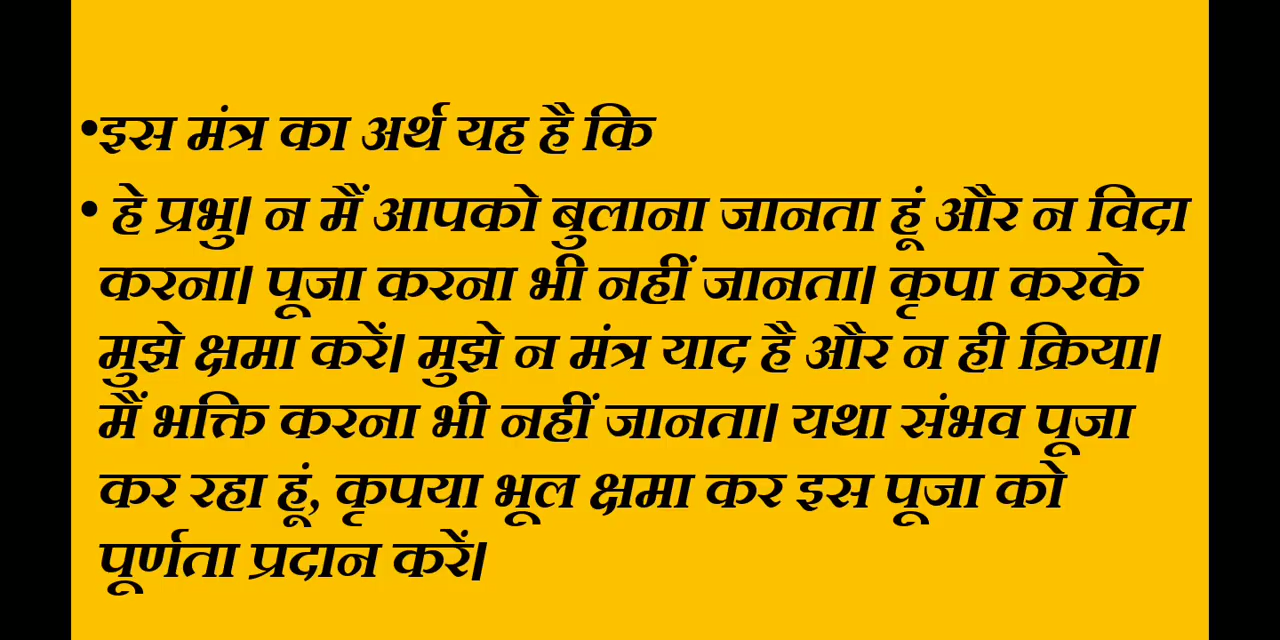 •इस मंत्र का अर्थ यह है कि
• हे प्रभु। न मैं आपको बुलाना जानता हूं और न विदा
करना। पूजा करना भी नहीं जानता। कृपा करके
मुझे क्षमा करें। मुझे न मंत्र याद है और न ही क्रिया।
मैं भक्ति करना भी नहीं जानता। यथा संभव पूजा
कर रहा हूं, कृपया भूल क्षमा कर इस पूजा को
पूर्णता प्रदान करें।